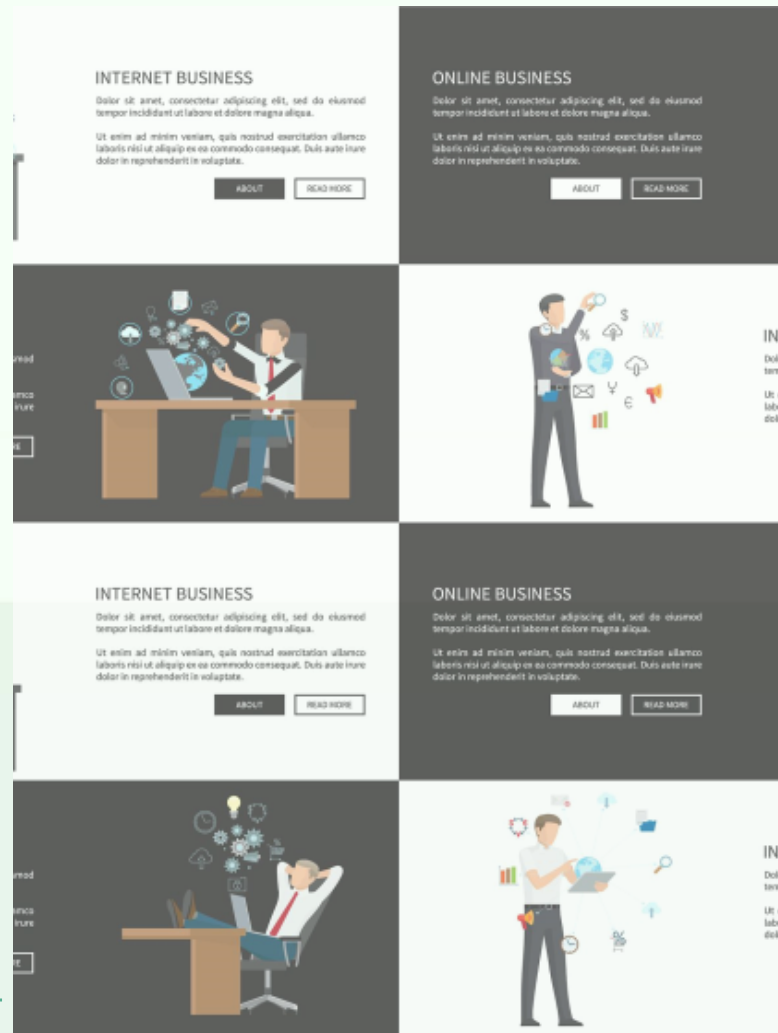 INTERNET BUSINESS
Dolor sit amet, consectetur adipiscing elit, sed do eiusmod
tempor incididunt ut labore et dolore magna aliqua.
Ut enim ad minim veniam, quis nostrud exercitation ullamco
laboris nisi ut aliquip ex ea commodo consequat. Duis aute irure
dolor in reprehenderit in voluptate.
ABOUT
READ MORE
ONLINE BUSINESS
Dolor sit amet, consectetur adipiscing elit, sed do eiusmod
tempor incididunt ut labore et dolore magna aliqua.
Ut enim ad minim veniam, quis nostrud exercitation ullamco
laboris nisi ut aliquip ex ea commodo consequat. Duis aute irure
dolor in reprehenderit in voluptate.
ABOUT
READ MORE
irure
$
%
¥
€
IN
Ut
INTERNET BUSINESS
Dolor sit amet, consectetur adipiscing elit, sed do eiusmod
tempor incididunt ut labore et dolore magna aliqua.
Ut enim ad minim veniam, quis nostrud exercitation ullamco
laboris nisi ut aliquip ex ea commodo consequat. Duis aute irure
dolor in reprehenderit in voluptate.
ABOUT
READ MORE
ONLINE BUSINESS
Dolor sit amet, consectetur adipiscing elit, sed do eiusmod
tempor incididunt ut labore et dolore magna aliqua.
Ut enim ad minim veniam, quis nostrud exercitation ullamco
laboris nisi ut aliquip ex ea commodo consequat. Duis aute irure
dolor in reprehenderit in voluptate.
ABOUT
READ MORE
irure
IN
Ut